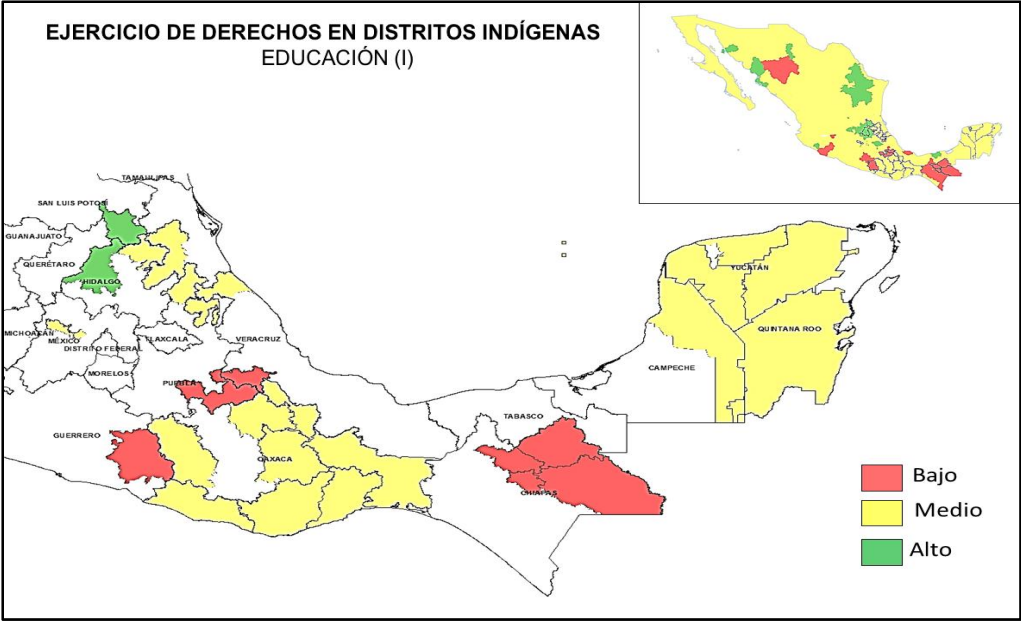 EJERCICIO DE DERECHOS EN DISTRITOS INDÍGENAS
EDUCACIÓN (I)
TAMAULIPAS
SAN LUIS POTOSÍ
GUANAJUATO
QUERÉTARO
HIDALGO
MICHOACÁN
MÉXICO
DISTRITO FEDERAL
TLAXCALA
VERACRUZ
MORELOS
PUEBLA
GUERRERO
OAXACA
TABASCO
CHIAPAS
CAMPECHE
YUCATÁN
QUINTANA ROO
Bajo
Medio
Alto